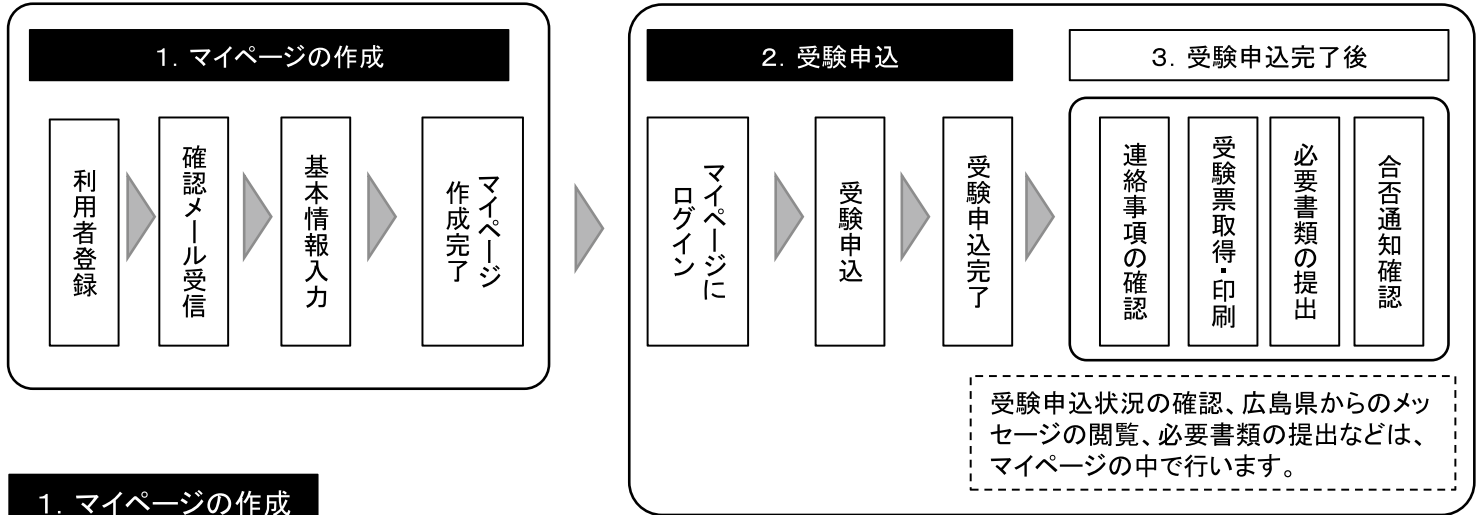 １．マイページの作成
利用者登録
確認メール受信
基本情報入力
マイページ
作成完了
２．受験申込
マイページに
ログイン
受験申込
受験申込完了
３．受験申込完了後
連絡事項の確認
受験票取得・印刷
必要書類の提出
合否通知確認
受験申込状況の確認、広島県からのメッ
セージの閲覧、必要書類の提出などは、
マイページの中で行います。
１．マイページの作成